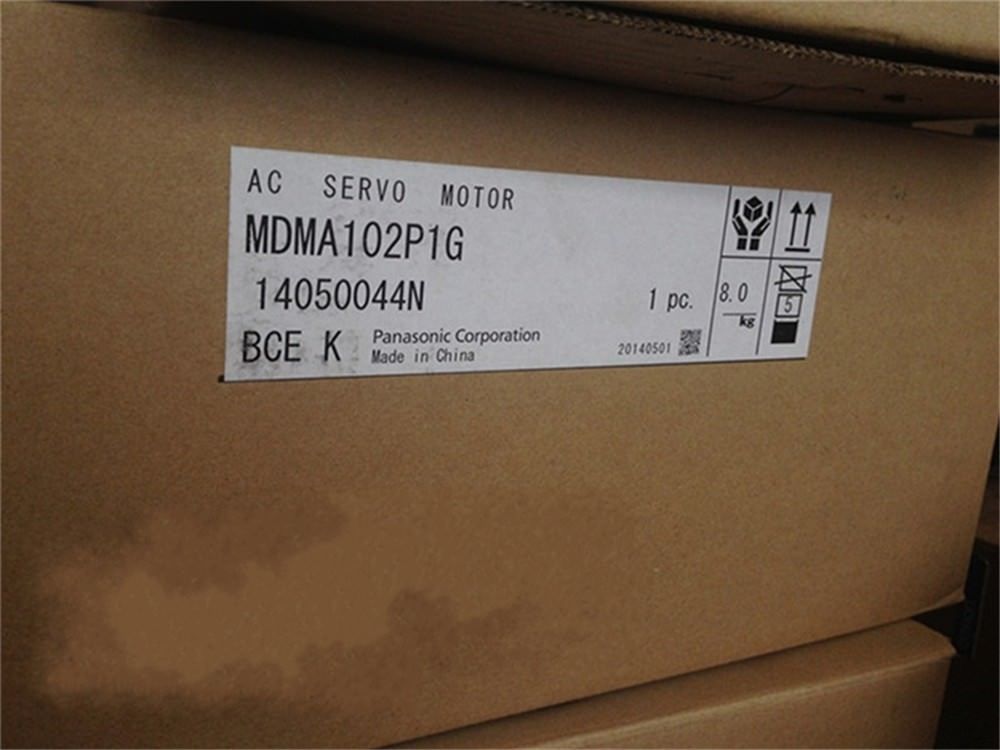 AC SERVO MOTOR
MDMA102P1G
14050044N
1 pc.
8.0
kg
5
BCE K
Panasonic Corporation
Made in China
20140501